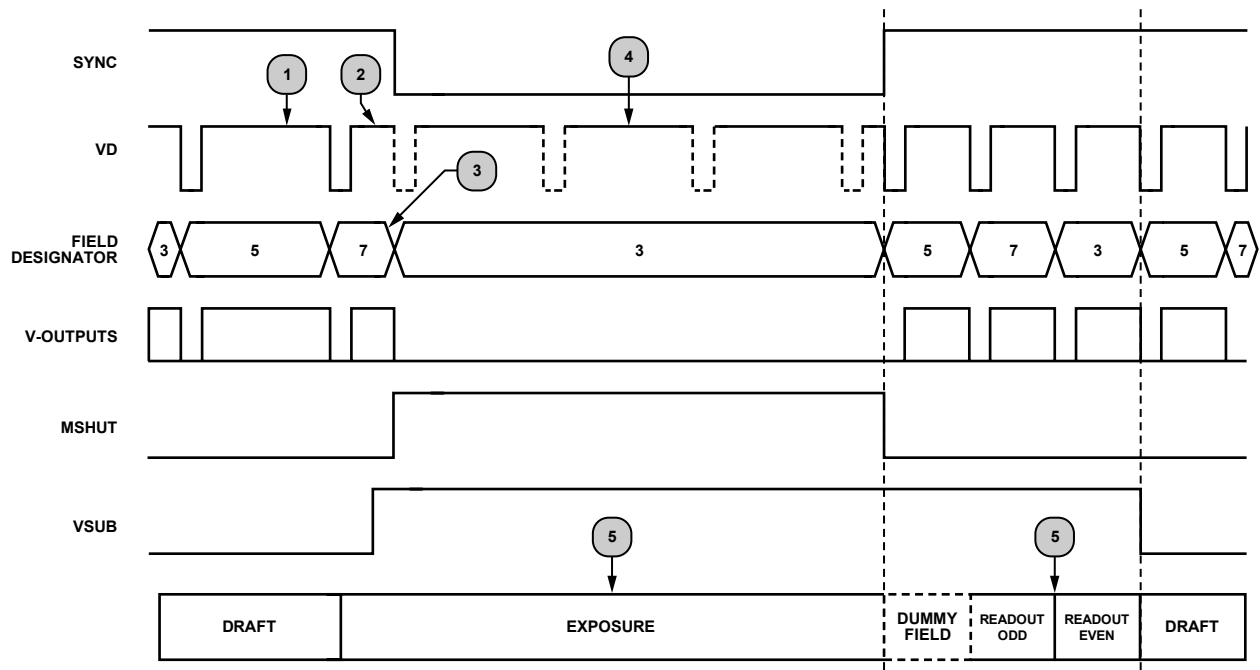 SYNC
1
2
4
VD
3
FIELD
DESIGNATOR
3
5
7
3
5
7
3
5
7
V-OUTPUTS
MSHUT
VSUB
5
5
DRAFT
EXPOSURE
DUMMY
FIELD
READOUT
ODD
READOUT
EVEN
DRAFT